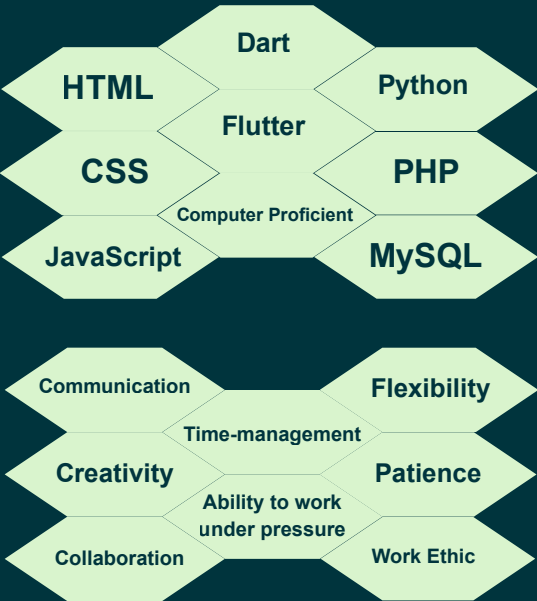 Dart
HTML
Python
Flutter
CSS
PHP
Computer Proficient
JavaScript
MySQL
Communication
Flexibility
Time-management
Creativity
Patience
Ability to work
under pressure
Collaboration
Work Ethic